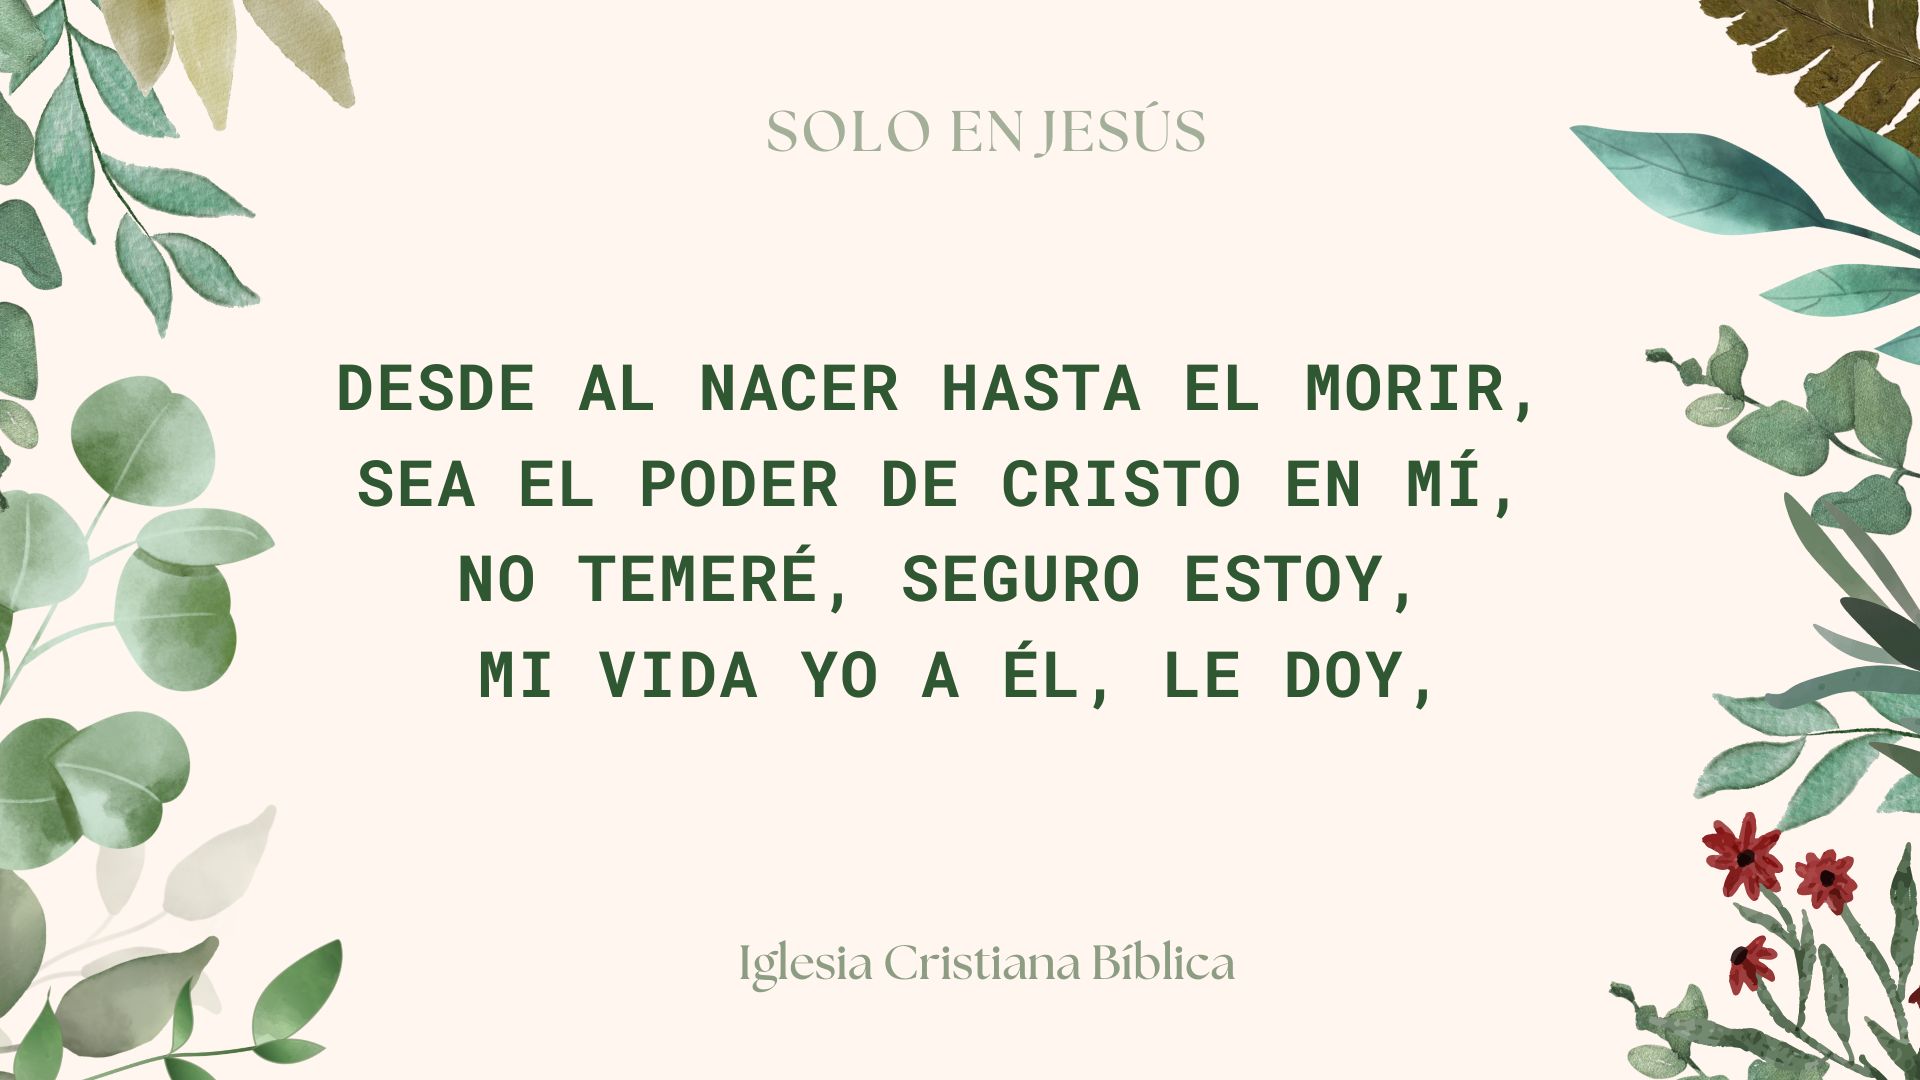 SOLO EN JESÚS
DESDE AL NACER HASTA EL MORIR,
SEA EL PODER DE CRISTO EN MÍ,
NO TEMERÉ, SEGURO ESTOY,
MI VIDA YO A ÉL, LE DOY,
Iglesia Cristiana Bíblica